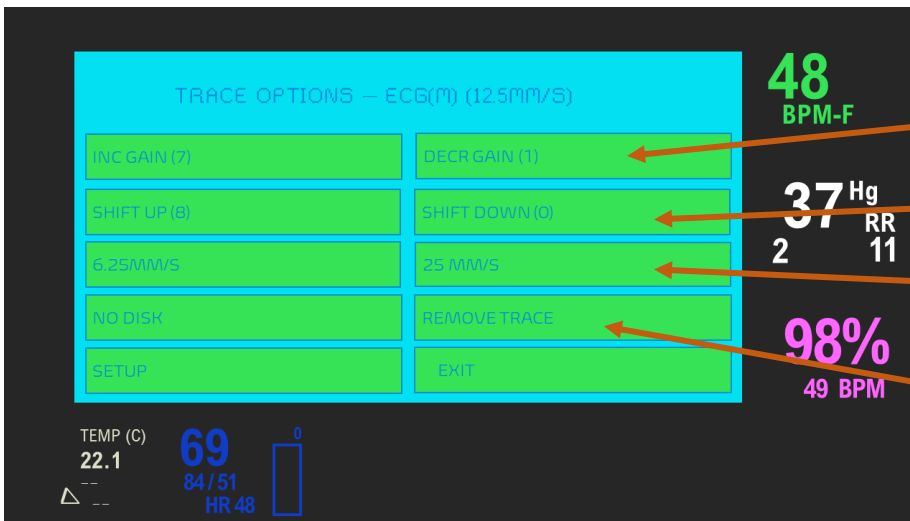 TRACE OPTIONS – ECG(M) (12.5MM/S)
INC GAIN (7)
DECR GAIN (1)
SHIFT UP (8)
SHIFT DOWN (0)
6.25MM/S
25 MM/S
NO DISK
REMOVE TRACE
SETUP
EXIT
48
BPM-F
37 Hg
RR
2 11
98%
49 BPM
TEMP (C)
22.1
--
--
69
84 / 51
HR 48
0